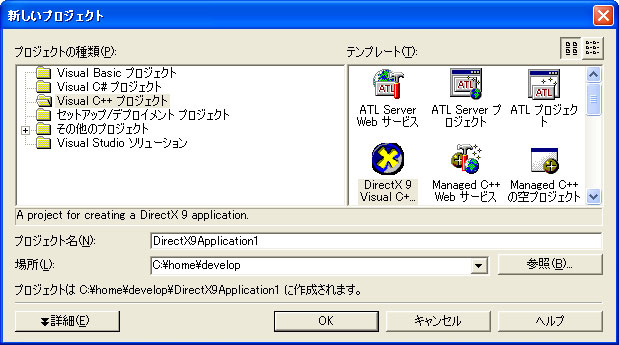 新しいプロジェクト
プロジェクトの種類(P):
テンプレート(T):
Visual Basic プロジェクト
Visual C# プロジェクト
Visual C++ プロジェクト
セットアップ/デプロイメント プロジェクト
その他のプロジェクト
Visual Studio ソリューション
ATL Server Web サービス
ATL Server プロジェクト
ATL プロジェクト
DirectX 9 Visual C+...
Managed C++ Web サービス
Managed C++ の空プロジェクト
A project for creating a DirectX 9 application.
プロジェクト名(N):
DirectX9Application1
場所(L):
C:¥home¥develop
参照(B)...
プロジェクトは C:¥home¥develop¥DirectX9Application1 に作成されます。
詳細(E)
OK
キャンセル
ヘルプ